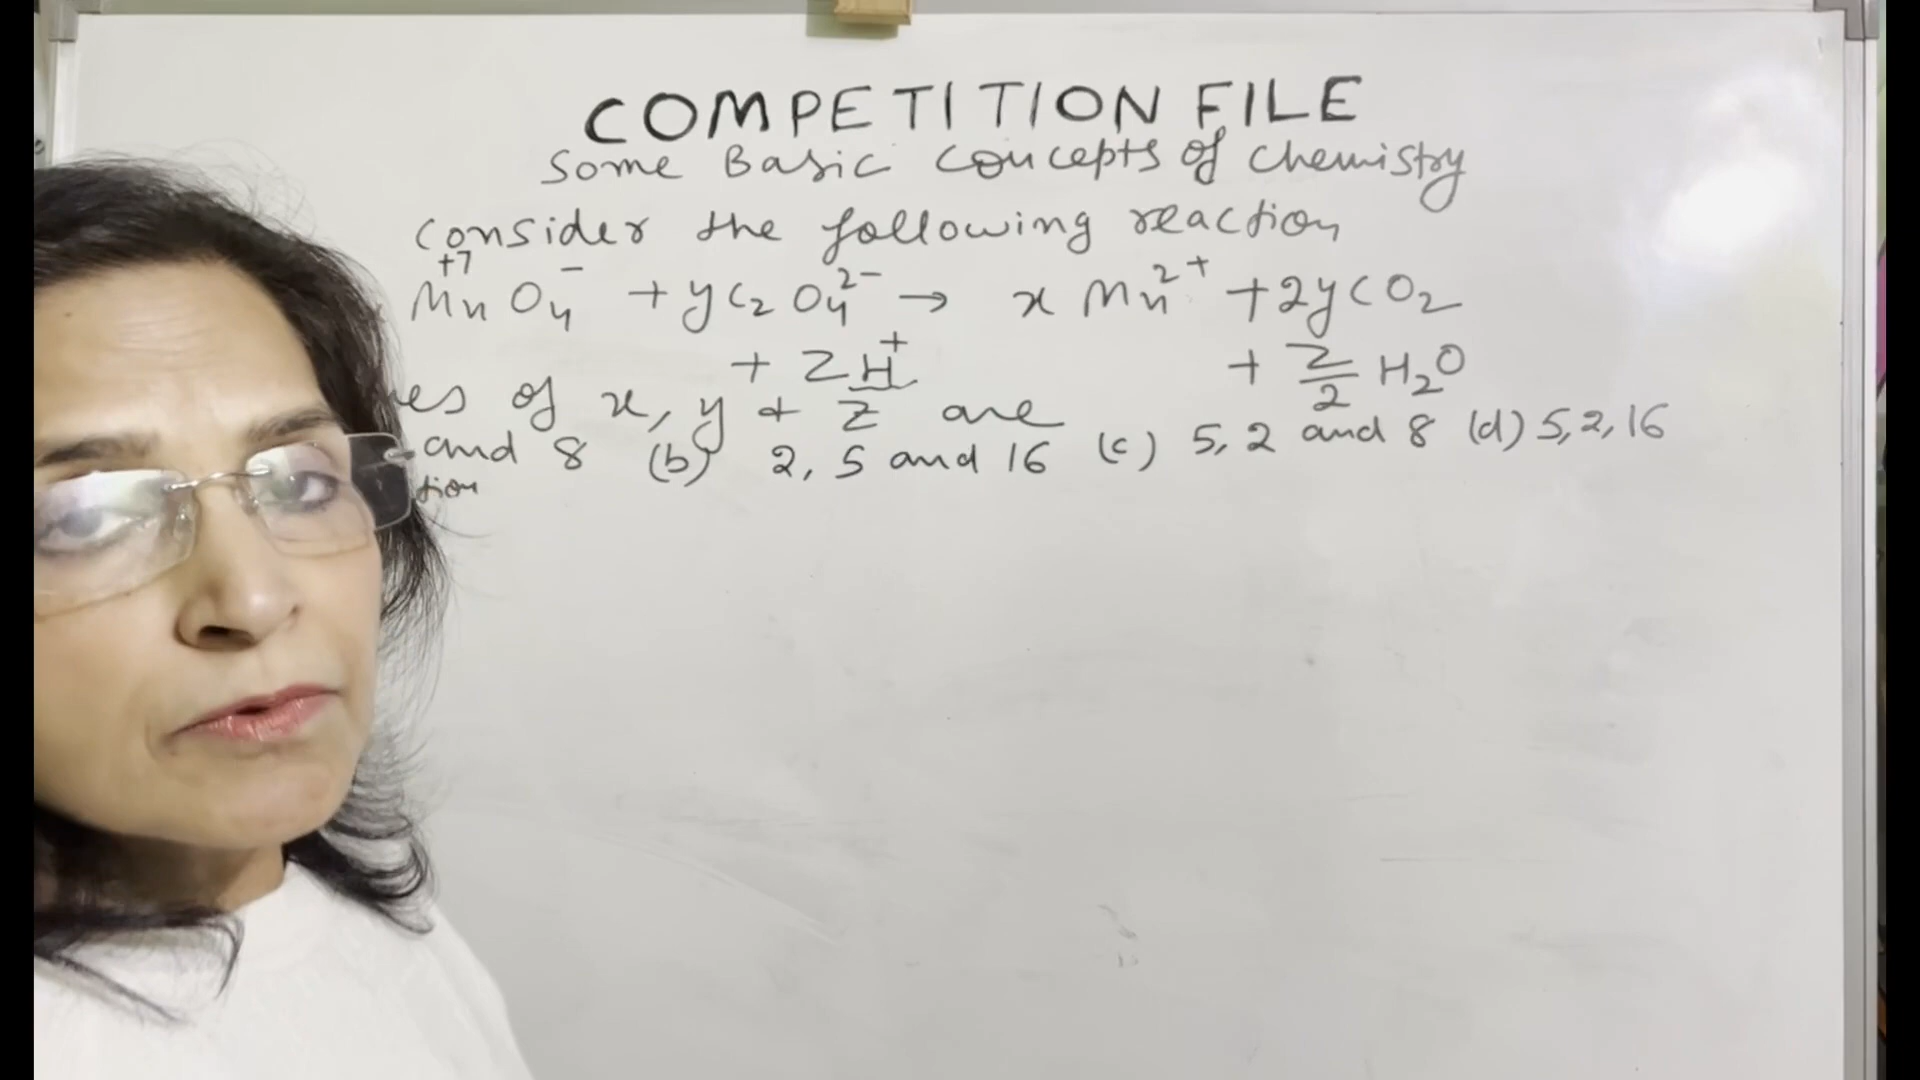 COMPETITION FILE
Some Basic Concepts of Chemistry
Consider the following reaction
+7
MnO₄⁻ + yC₂O₄²⁻ → x Mn²⁺ + 2yCO₂
+ ZH⁺ + Z/2 H₂O
of x, y & z are
and 8 (b) 2, 5 and 16 (c) 5, 2 and 8 (d) 5, 2, 16